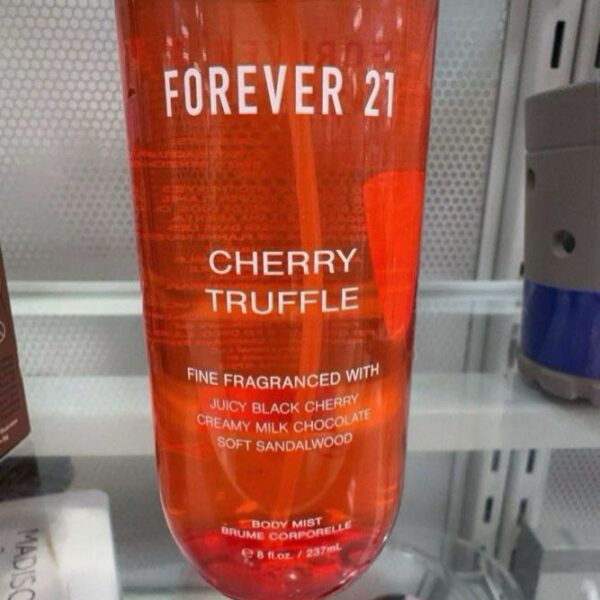 FOREVER 21
CHERRY
TRUFFLE
FINE FRAGRANCED WITH
JUICY BLACK CHERRY
CREAMY MILK CHOCOLATE
SOFT SANDALWOOD
BODY MIST
BRUME CORPORELLE
℮ 8 fl.oz. / 237mL
MADISO